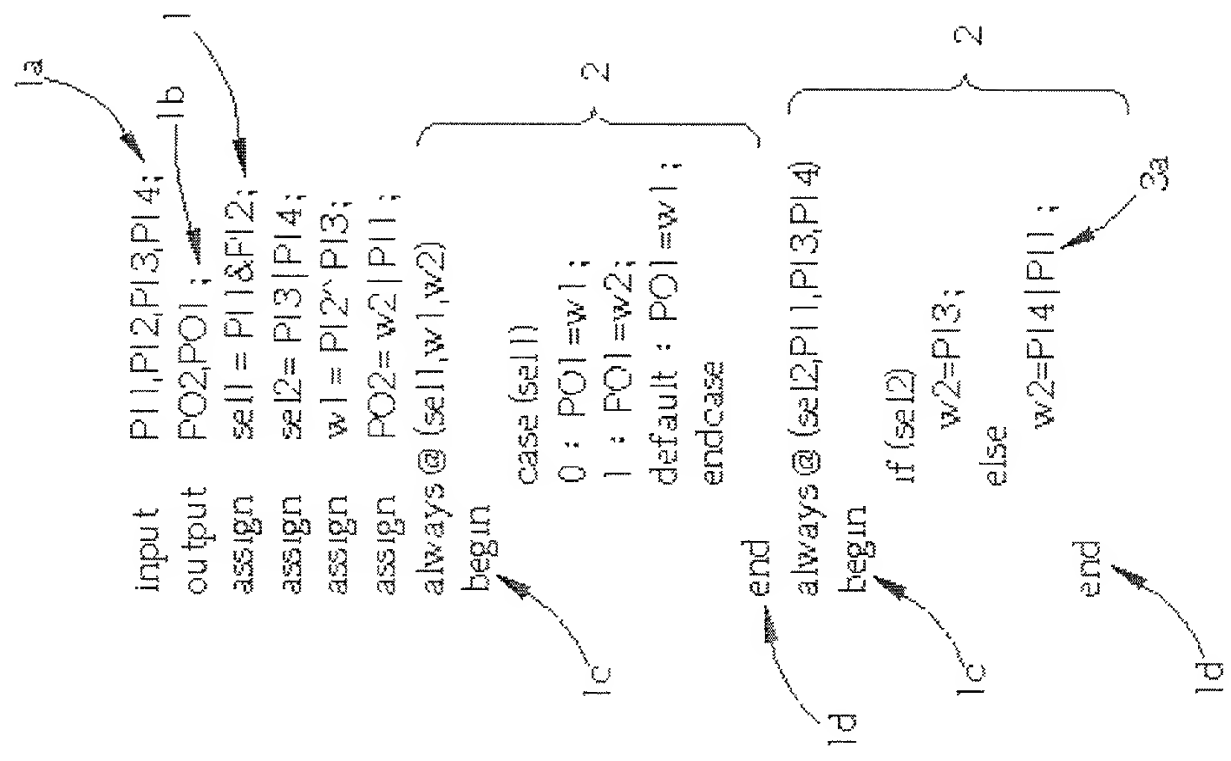 1a
1b
1
input PI1,PI2,PI3,PI4;
output PO2,PO1;
assign sel1 = PI1&PI2;
assign sel2= PI3|PI4;
assign w1= PI2^PI3;
assign PO2= w2|PI1;
always @ (sel1,w1,w2)
begin
1c
2
case (sel1)
0 : PO1=w1;
1 : PO1=w2;
default : PO1=w1;
endcase
end
1d
always @ (sel2,PI1,PI3,PI4)
begin
1c
2
if (sel2)
w2=PI3;
else
w2=PI4|PI1;
3a
end
1d